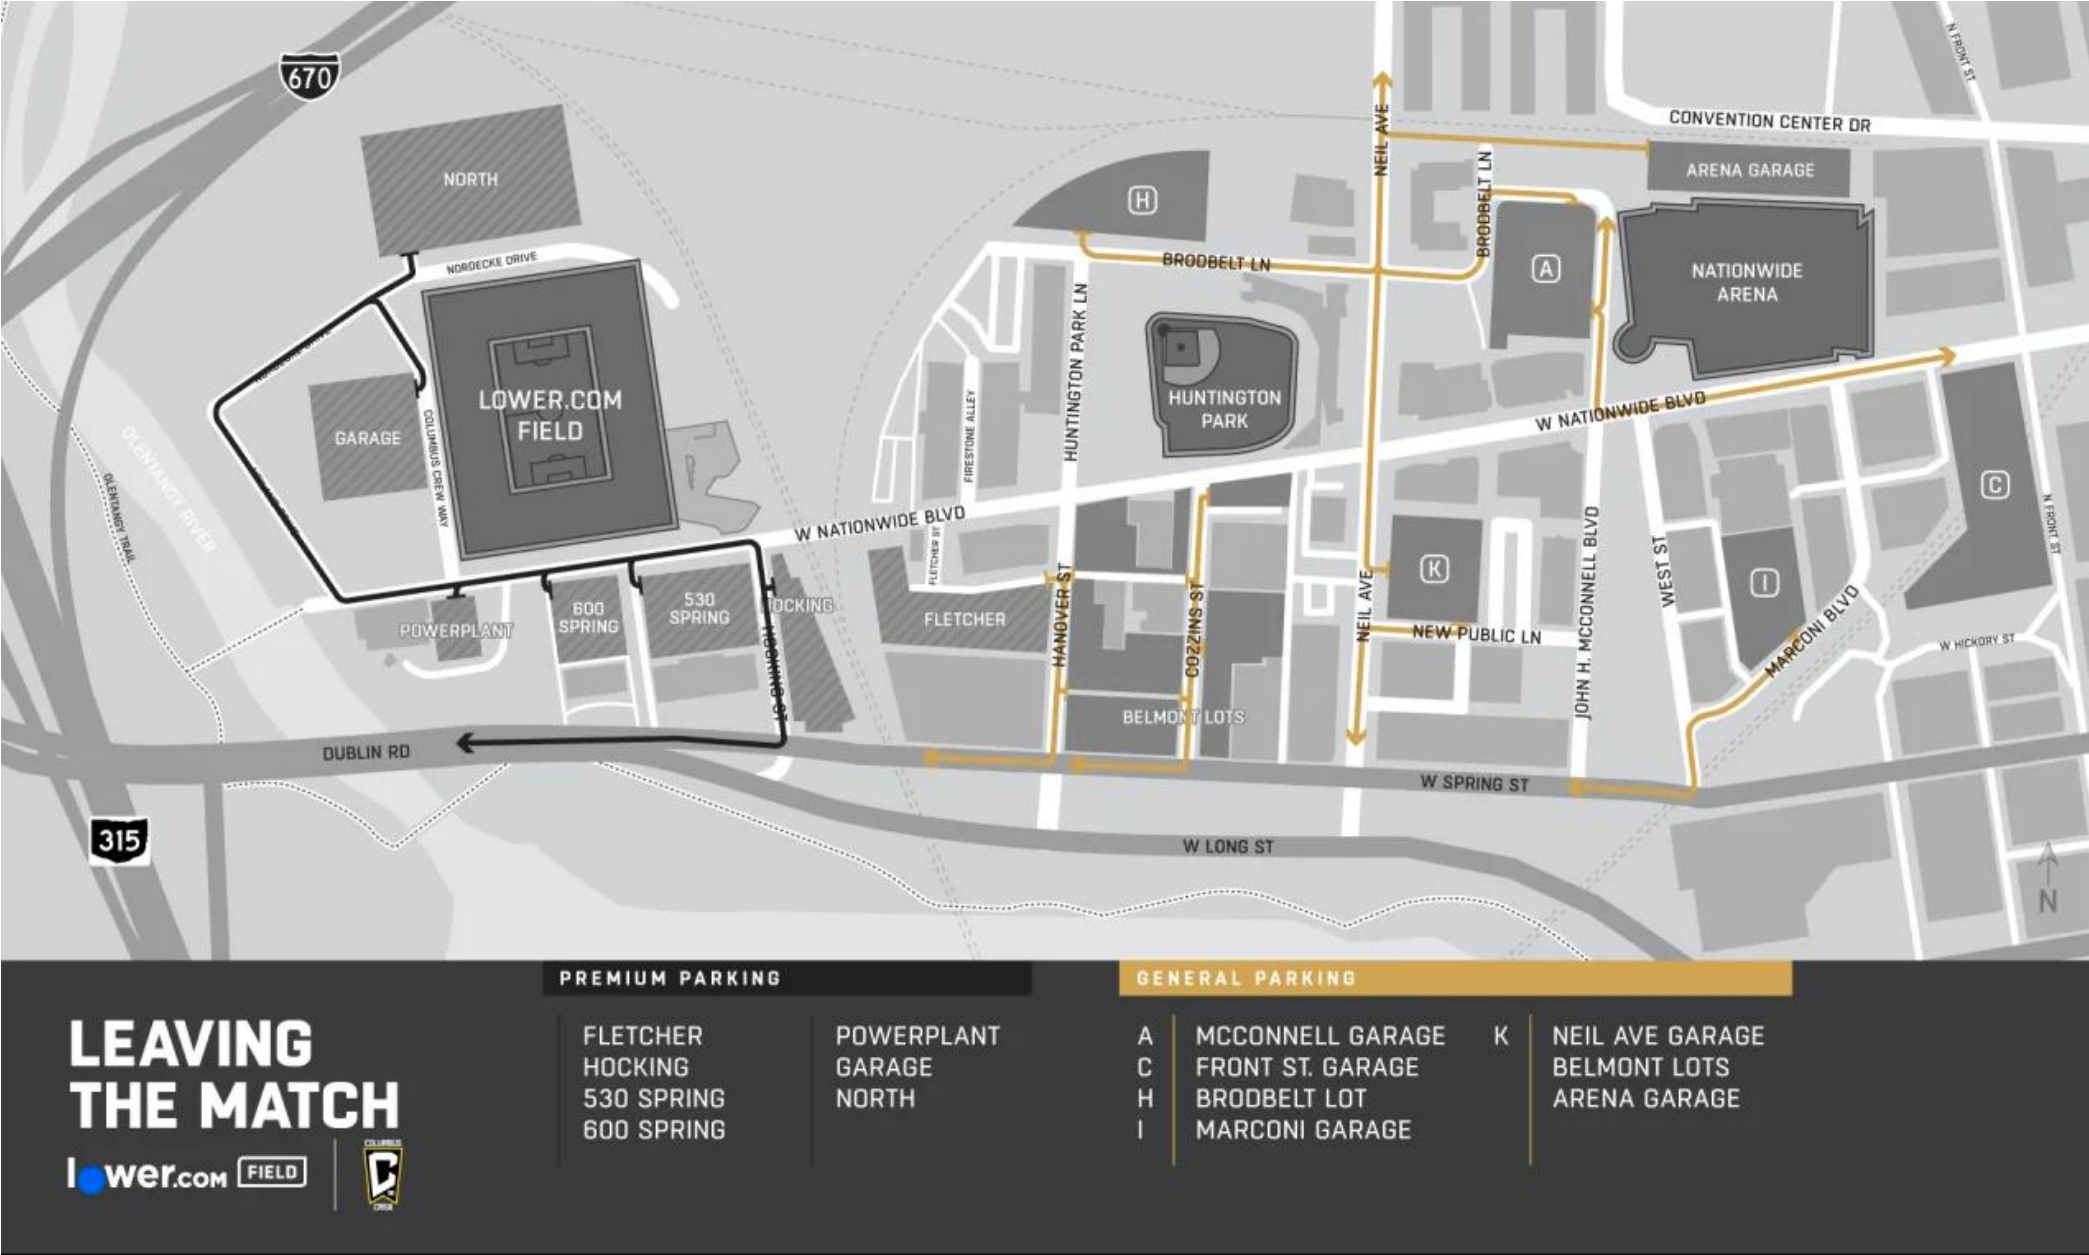 670
NORTH
NORDECKE DRIVE
LOWER.COM
FIELD
GARAGE
COLUMBUS CREW WAY
OLENTANGY RIVER
OLENTANGY TRAIL
POWERPLANT
600
SPRING
530
SPRING
HOCKING
HOCKING ST
DUBLIN RD
315
W NATIONWIDE BLVD
FLETCHER ST
FLETCHER
FIRESTONE ALLEY
HUNTINGTON PARK LN
H
BRODBELT LN
HUNTINGTON
PARK
HANOVER ST
COZZINS ST
BELMONT LOTS
NEIL AVE
BRODBELT LN
A
CONVENTION CENTER DR
ARENA GARAGE
NATIONWIDE
ARENA
N FRONT ST
W NATIONWIDE BLVD
K
NEIL AVE
NEW PUBLIC LN
JOHN H. MCCONNELL BLVD
WEST ST
I
MARCONI BLVD
C
N FRONT ST
W HICKORY ST
W SPRING ST
W LONG ST
N
LEAVING
THE MATCH
lower.com FIELD
COLUMBUS
CREW
PREMIUM PARKING
FLETCHER
HOCKING
530 SPRING
600 SPRING
POWERPLANT
GARAGE
NORTH
GENERAL PARKING
A MCCONNELL GARAGE
C FRONT ST. GARAGE
H BRODBELT LOT
I MARCONI GARAGE
K NEIL AVE GARAGE
BELMONT LOTS
ARENA GARAGE